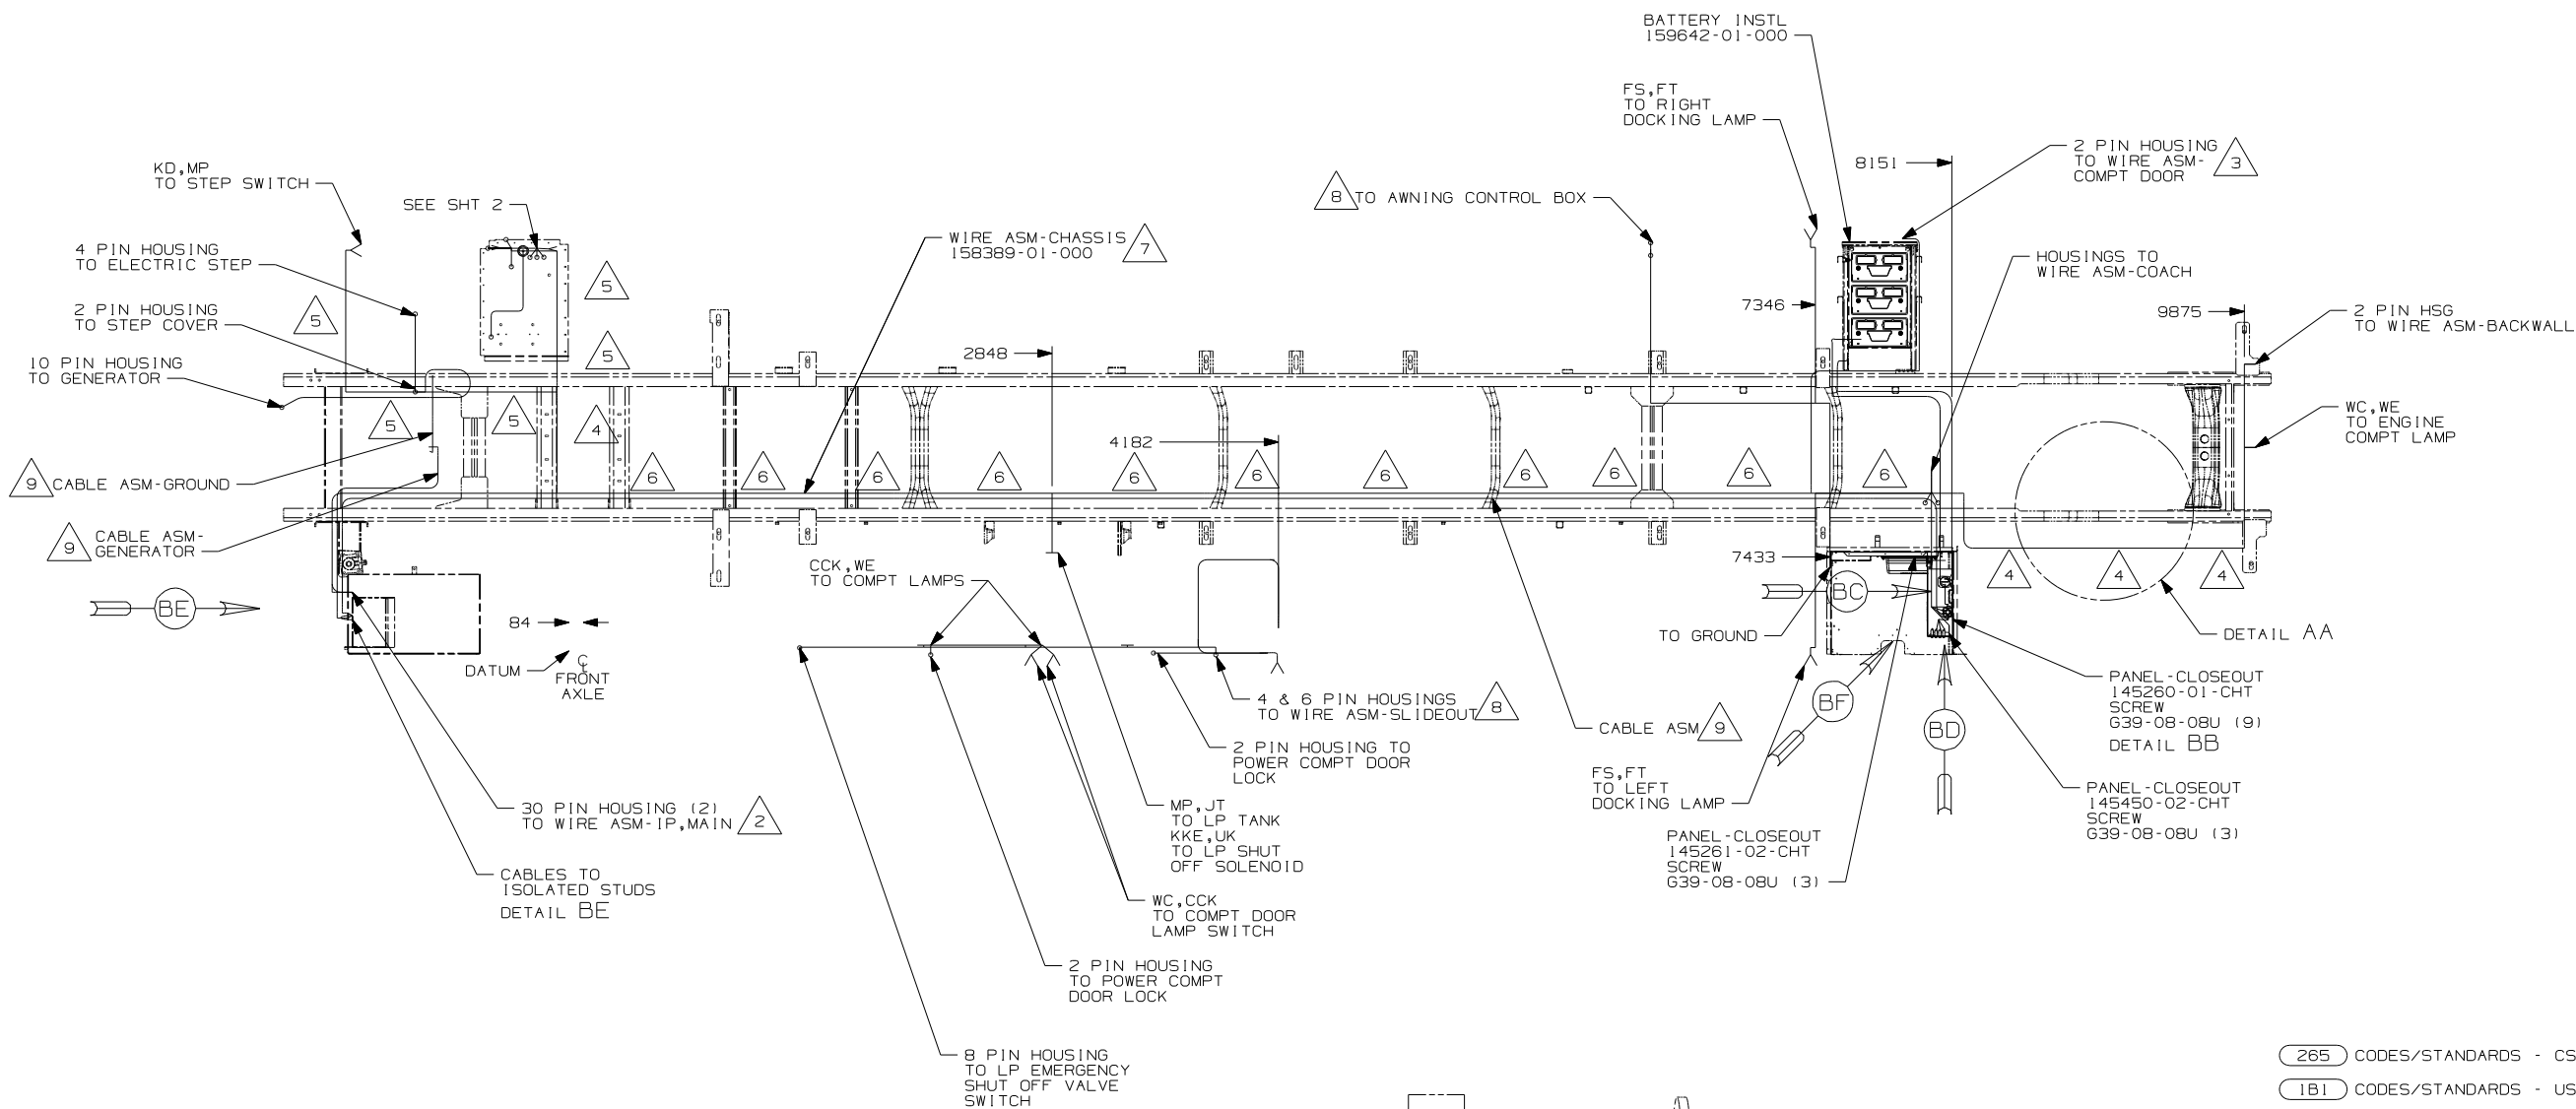 BATTERY INSTL
159642-01-000
FS,FT
TO RIGHT
DOCKING LAMP
8151
2 PIN HOUSING
TO WIRE ASM-
COMPT DOOR
3
KD,MP
TO STEP SWITCH
SEE SHT 2
8
TO AWNING CONTROL BOX
4 PIN HOUSING
TO ELECTRIC STEP
WIRE ASM-CHASSIS
158389-01-000
7
HOUSINGS TO
WIRE ASM-COACH
5
2 PIN HOUSING
TO STEP COVER
5
7346
9875
2 PIN HSG
TO WIRE ASM-BACKWALL
10 PIN HOUSING
TO GENERATOR
5
2848
5
5
4
4182
WC,WE
TO ENGINE
COMPT LAMP
9
CABLE ASM-GROUND
6
6
6
6
6
6
6
6
6
6
6
9
CABLE ASM-
GENERATOR
7433
CCK,WE
TO COMPT LAMPS
4
4
4
BE
BC
84
TO GROUND
DETAIL AA
DATUM
CL
FRONT
AXLE
PANEL-CLOSEOUT
145260-01-CHT
SCREW
G39-08-08U (9)
DETAIL BB
4 & 6 PIN HOUSINGS
TO WIRE ASM-SLIDEOUT
8
BF
CABLE ASM
9
BD
2 PIN HOUSING TO
POWER COMPT DOOR
LOCK
FS,FT
TO LEFT
DOCKING LAMP
30 PIN HOUSING (2)
TO WIRE ASM-IP,MAIN
2
MP,JT
TO LP TANK
KKE,UK
TO LP SHUT
OFF SOLENOID
PANEL-CLOSEOUT
145450-02-CHT
SCREW
G39-08-08U (3)
PANEL-CLOSEOUT
145261-02-CHT
SCREW
G39-08-08U (3)
CABLES TO
ISOLATED STUDS
DETAIL BE
WC,CCK
TO COMPT DOOR
LAMP SWITCH
2 PIN HOUSING
TO POWER COMPT
DOOR LOCK
8 PIN HOUSING
TO LP EMERGENCY
SHUT OFF VALVE
SWITCH
265 CODES/STANDARDS - CS
1B1 CODES/STANDARDS - US